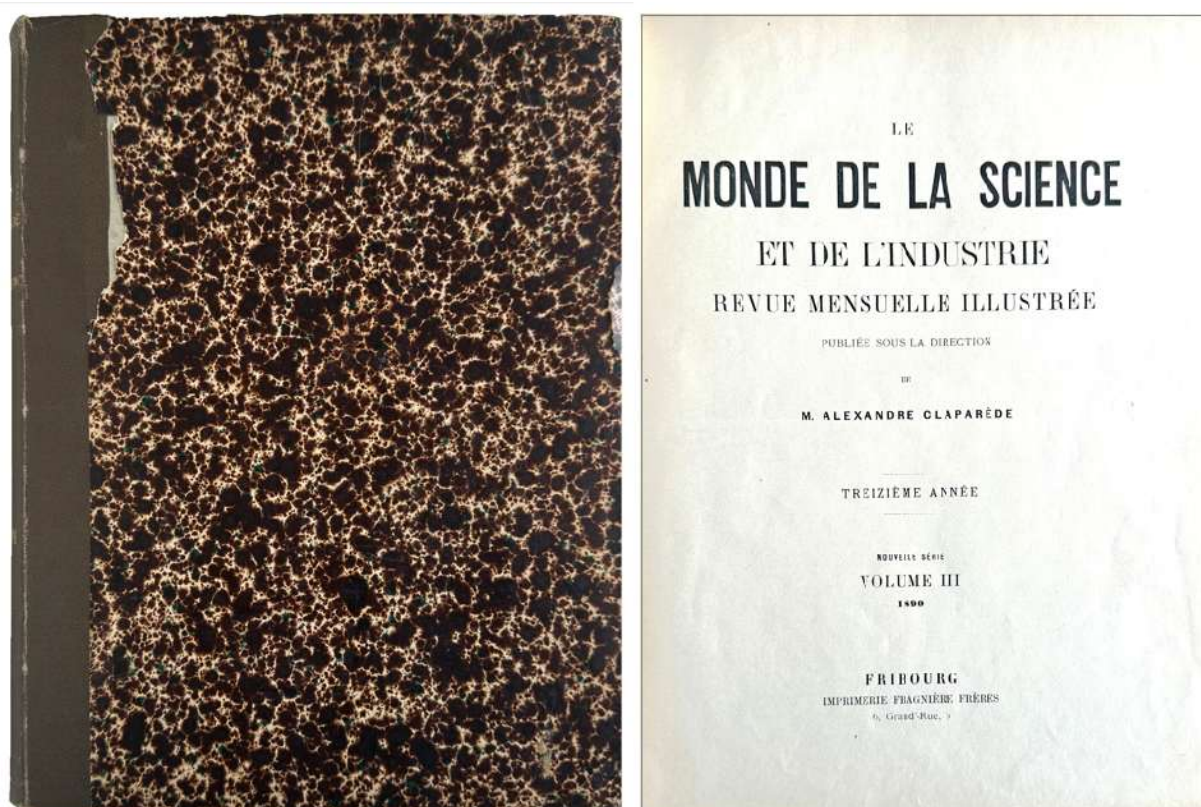 LE
MONDE DE LA SCIENCE
ET DE L'INDUSTRIE
REVUE MENSUELLE ILLUSTRÉE
PUBLIÉE SOUS LA DIRECTION
DE
M. ALEXANDRE CLAPARÈDE
TREIZIÈME ANNÉE
NOUVELLE SÉRIE
VOLUME III
1890
FRIBOURG
IMPRIMERIE FRAGNIÈRE FRÈRES
Grand'Rue,